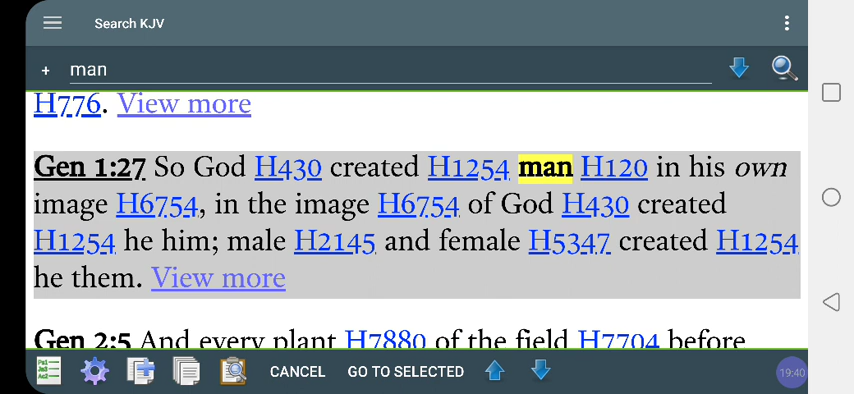 Search KJV
+ man
H776. View more
Gen 1:27 So God H430 created H1254 man H120 in his own
image H6754, in the image H6754 of God H430 created
H1254 he him; male H2145 and female H5347 created H1254
he them. View more
Gen 2:5 And every plant H7880 of the field H7704 before
CANCEL GO TO SELECTED
19:40